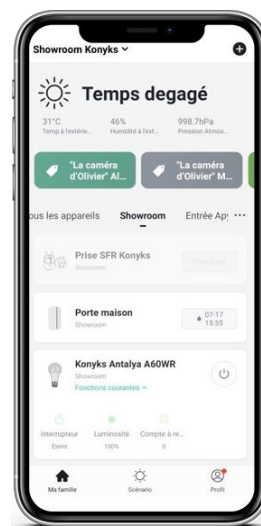 Showroom Konyks
Temps degagé
31°C 46% 998.7hPa
Temp à l'extérie... Humidité à l'ext... Pression Atmos...
"La caméra
d'Olivier" Al...
"La caméra
d'Olivier" M...
ous les appareils Showroom Entrée Ap ...
Prise SFR Konyks
Showroom
Porte maison
Showroom
07-17
15:55
Konyks Antalya A60WR
Showroom
Fonctions courantes
Interrupteur Luminosité Compte à re...
Éteint 100% 0
Ma famille Scénario Profil